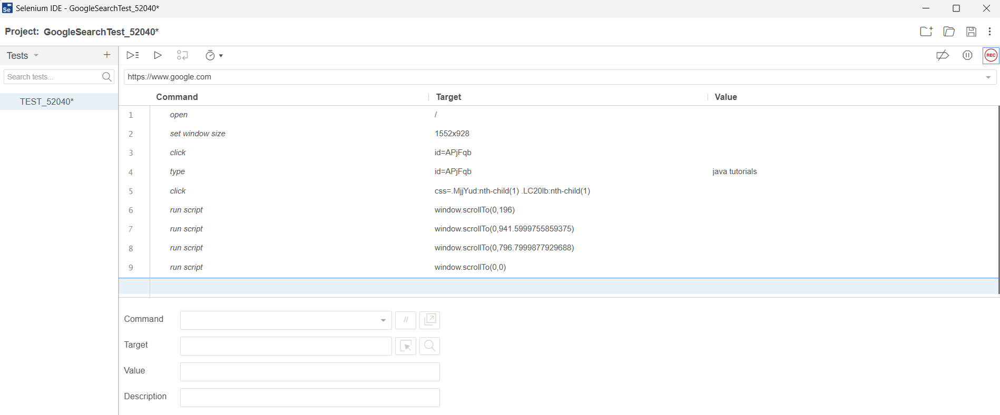 Selenium IDE - GoogleSearchTest_52040*
Project: GoogleSearchTest_52040*
Tests
Search tests...
TEST_52040*
REC
https://www.google.com
Command Target Value
1 open /
2 set window size 1552x928
3 click id=APjFqb
4 type id=APjFqb java tutorials
5 click css=.MjjYud:nth-child(1) .LC20lb:nth-child(1)
6 run script window.scrollTo(0,196)
7 run script window.scrollTo(0,941.5999755859375)
8 run script window.scrollTo(0,796.7999877929688)
9 run script window.scrollTo(0,0)
Command //
Target
Value
Description